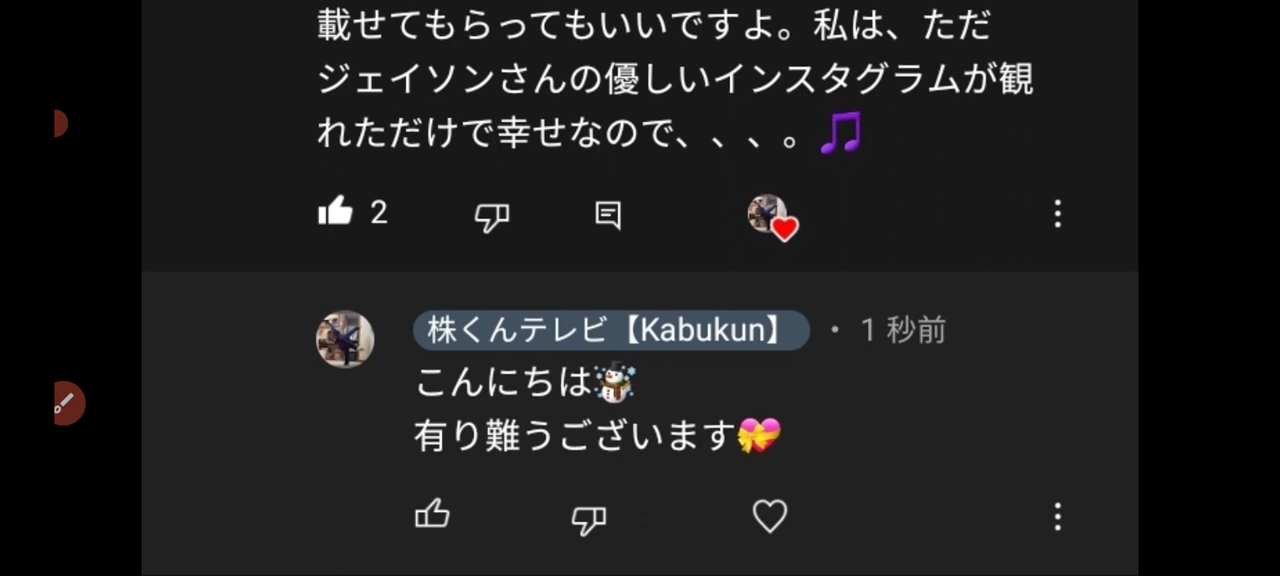 載せてもらってもいいですよ。私は、ただ
ジェイソンさんの優しいインスタグラムが観
れただけで幸せなので、、、。🎵
2
株くんテレビ【Kabukun】 • 1 秒前
こんにちは☃️
有り難うございます💝